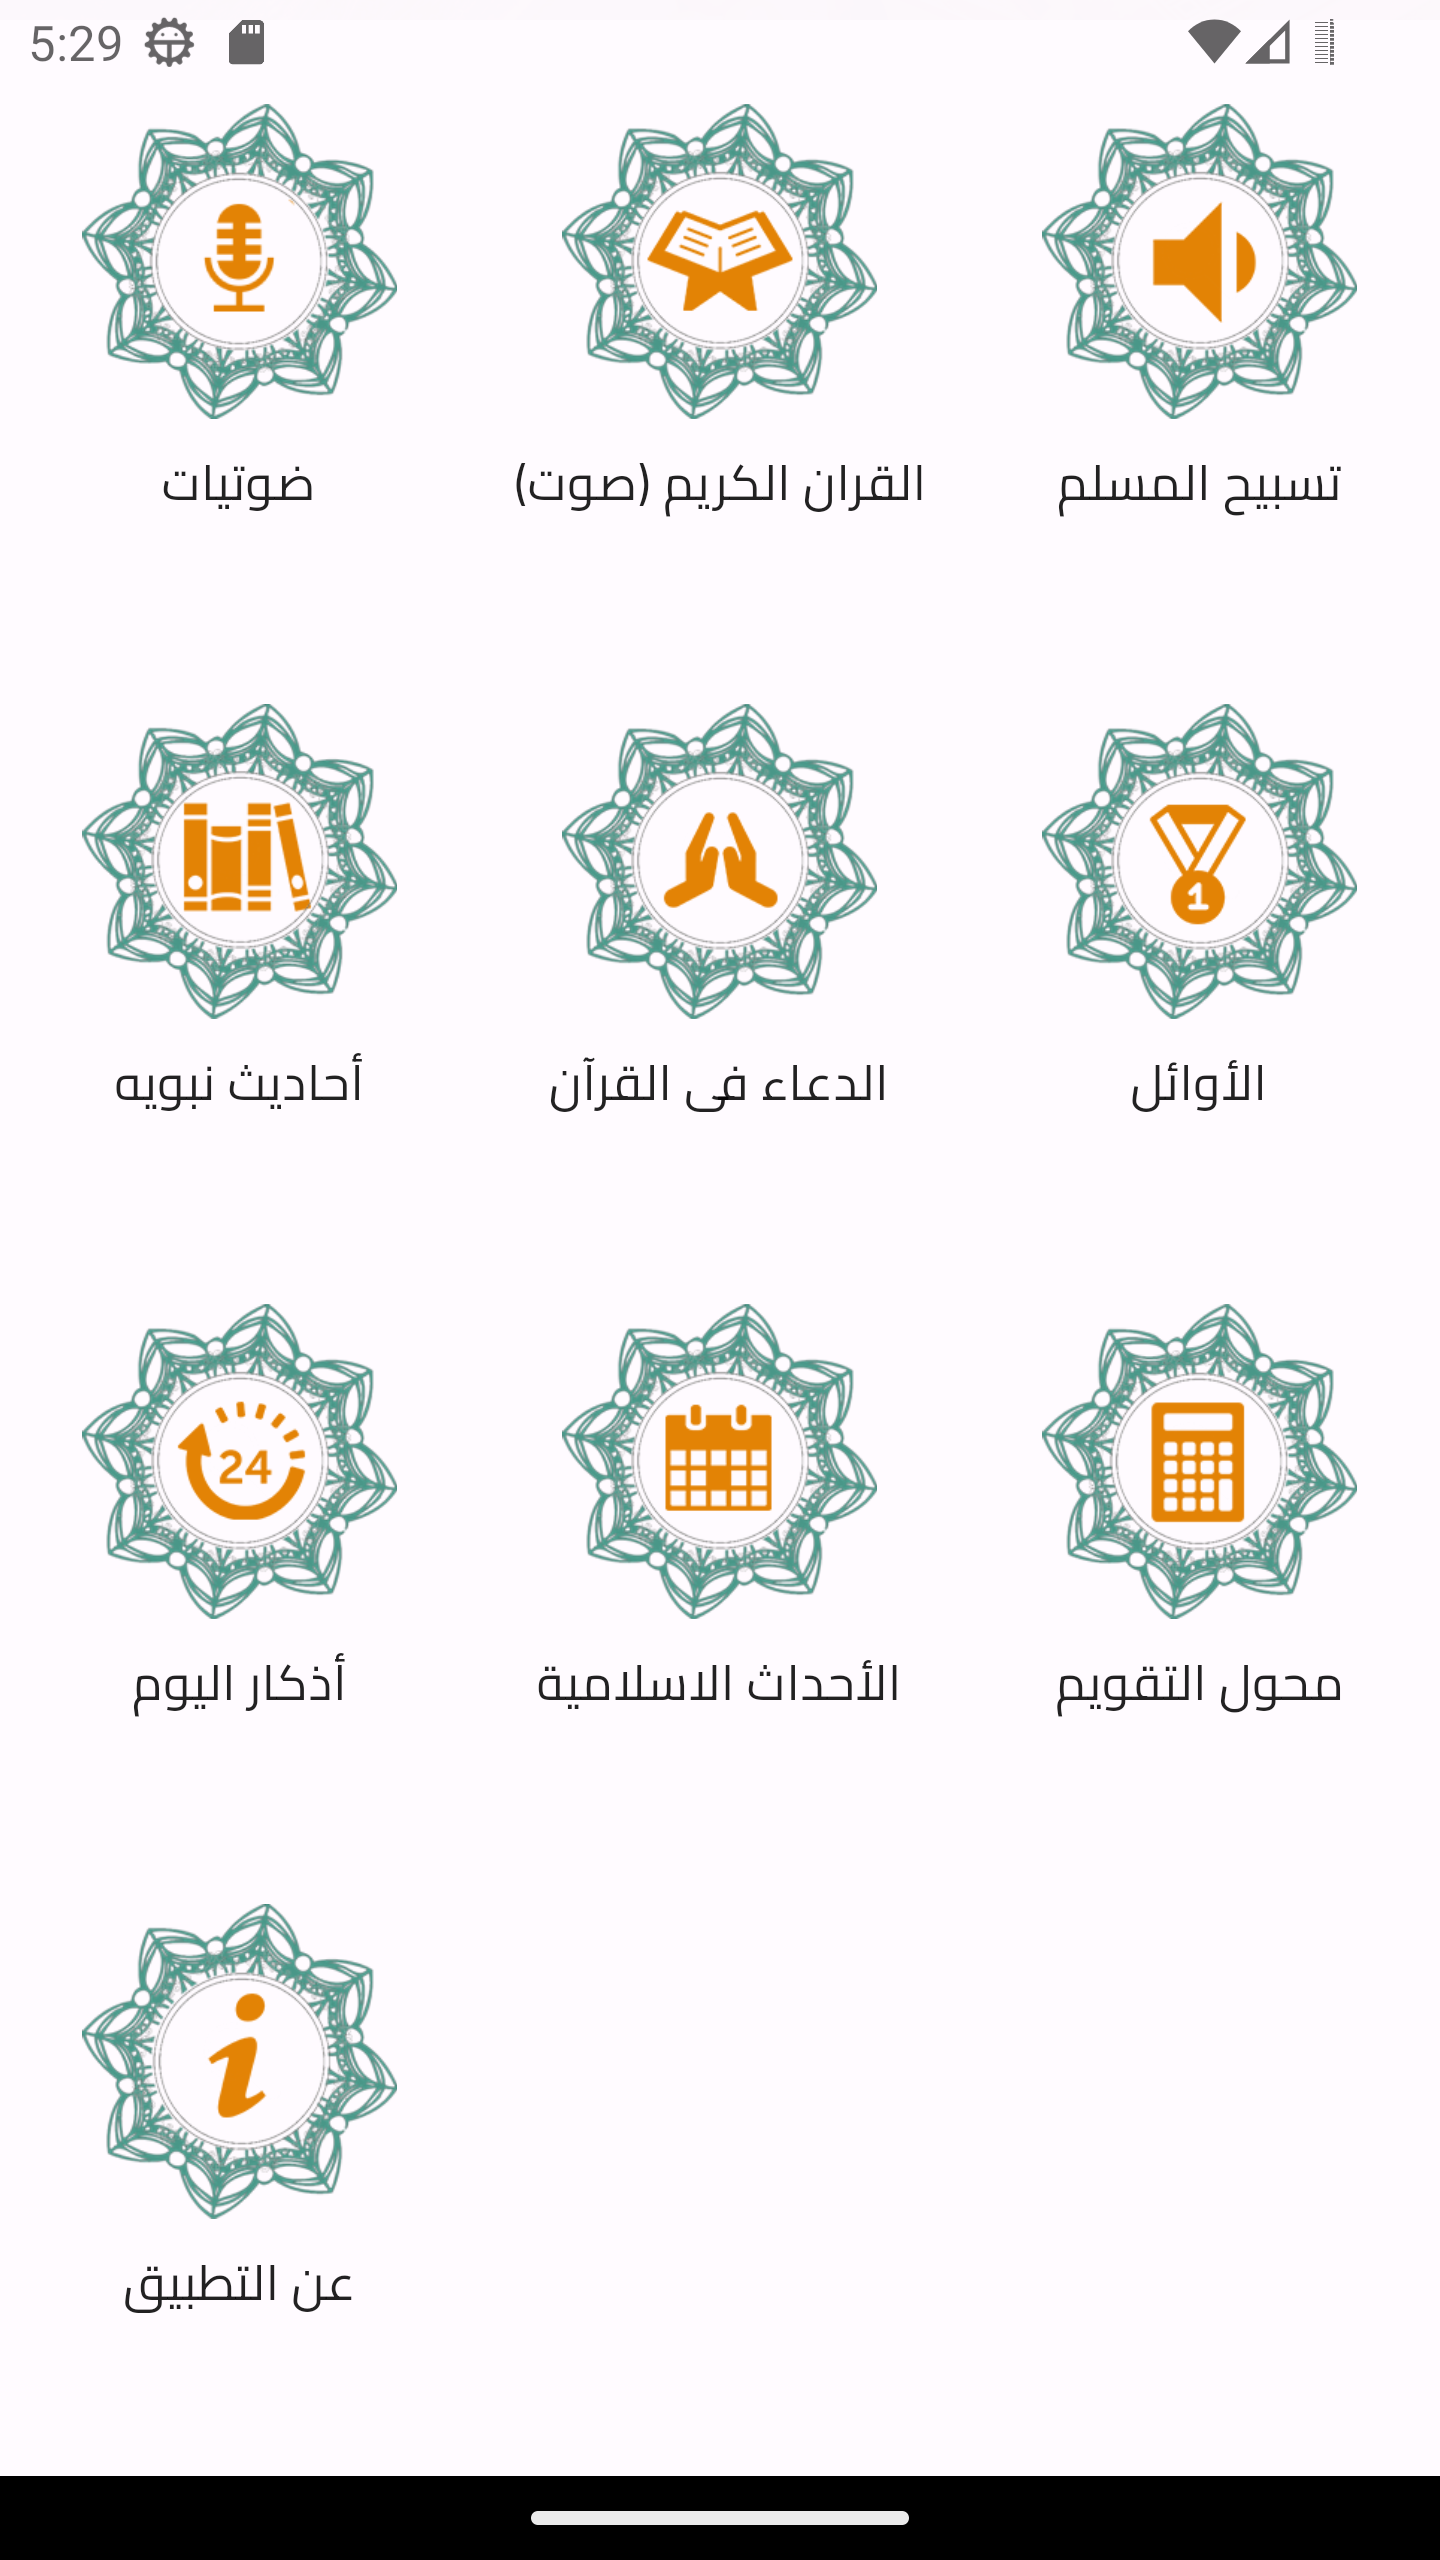 5:29
ضوتيات
القران الكريم (صوت)
تسبيح المسلم
أحاديث نبويه
الدعاء فى القرآن
1
الأوائل
24
أذكار اليوم
الأحداث الاسلامية
محول التقويم
عن التطبيق